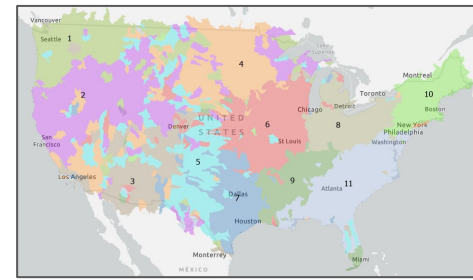 Vancouver
Seattle
1
4
Montreal
10
Toronto
Boston
2
Chicago
Detroit
New York
Philadelphia
UNITED
STATES
Denver
6
8
San
Francisco
St Louis
Washington
5
9
Los Angeles
3
Atlanta
11
Dallas
7
Houston
Monterrey
Miami
MÉXICO